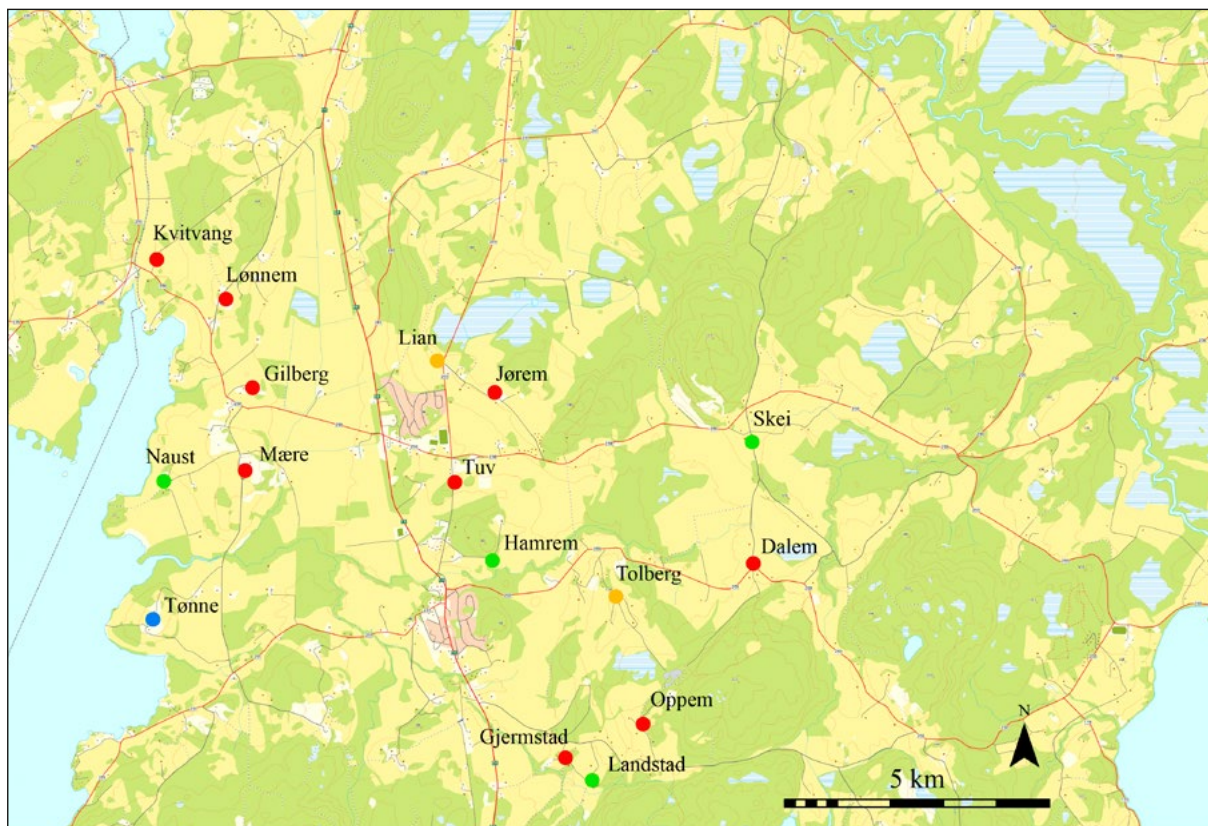 Kvitvang
Lønnem
Lian
Gilberg
Jørem
Skei
Naust
Mære
Tuv
Hamrem
Dalem
Tolberg
Tønne
Oppem
N
Gjermstad
Landstad
5 km